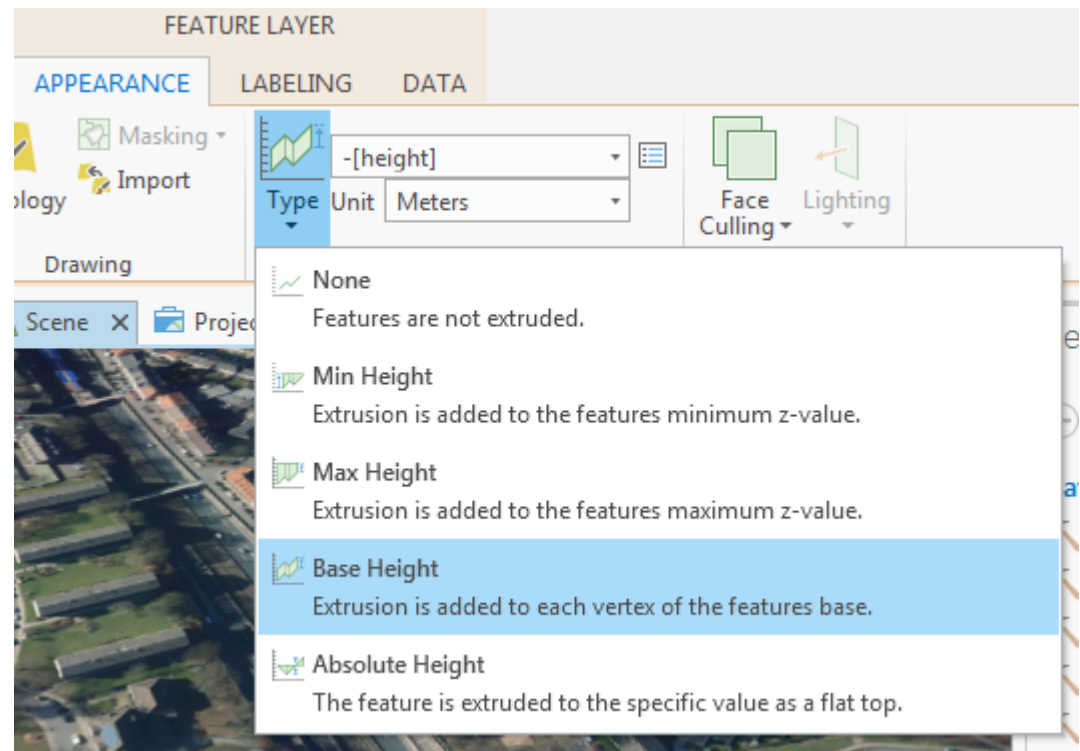 FEATURE LAYER
APPEARANCE LABELING DATA
Masking
Import
-[height]
Type Unit Meters
Face Culling
Lighting
Drawing
Scene
None
Features are not extruded.
Min Height
Extrusion is added to the features minimum z-value.
Max Height
Extrusion is added to the features maximum z-value.
Base Height
Extrusion is added to each vertex of the features base.
Absolute Height
The feature is extruded to the specific value as a flat top.